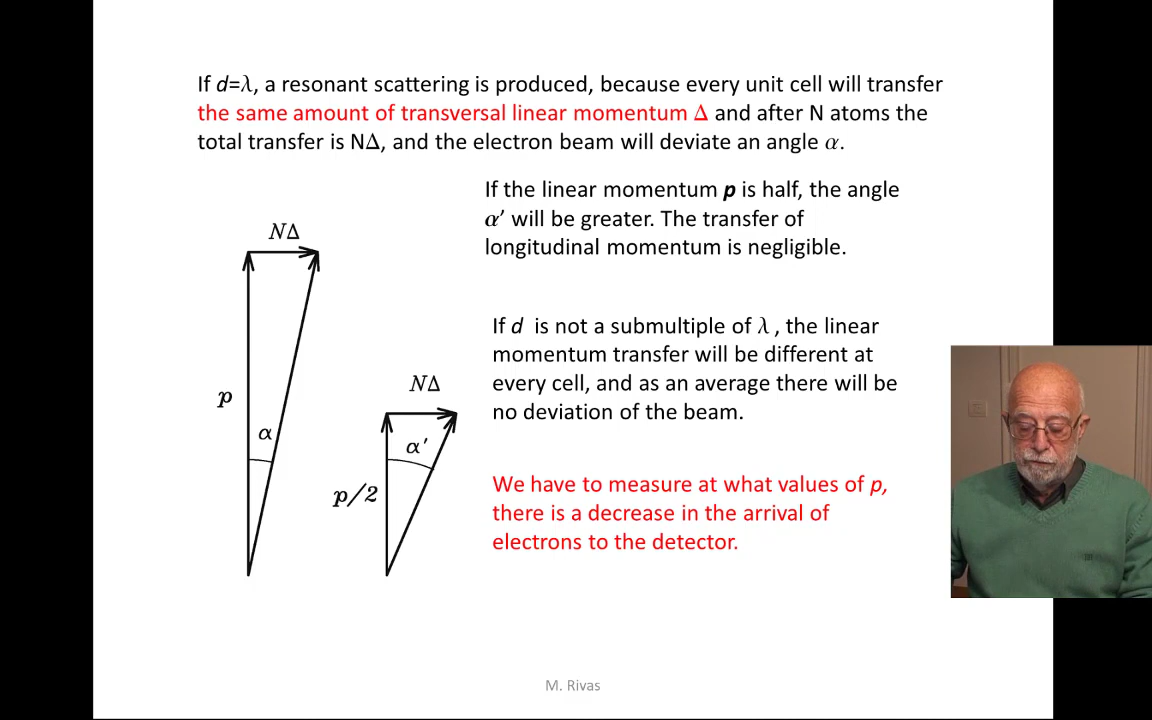 If d=λ, a resonant scattering is produced, because every unit cell will transfer
the same amount of transversal linear momentum Δ and after N atoms the
total transfer is NΔ, and the electron beam will deviate an angle α.
If the linear momentum p is half, the angle
α′ will be greater. The transfer of
longitudinal momentum is negligible.
NΔ
p
α
If d is not a submultiple of λ , the linear
momentum transfer will be different at
every cell, and as an average there will be
no deviation of the beam.
NΔ
α′
p/2
We have to measure at what values of p,
there is a decrease in the arrival of
electrons to the detector.
M. Rivas